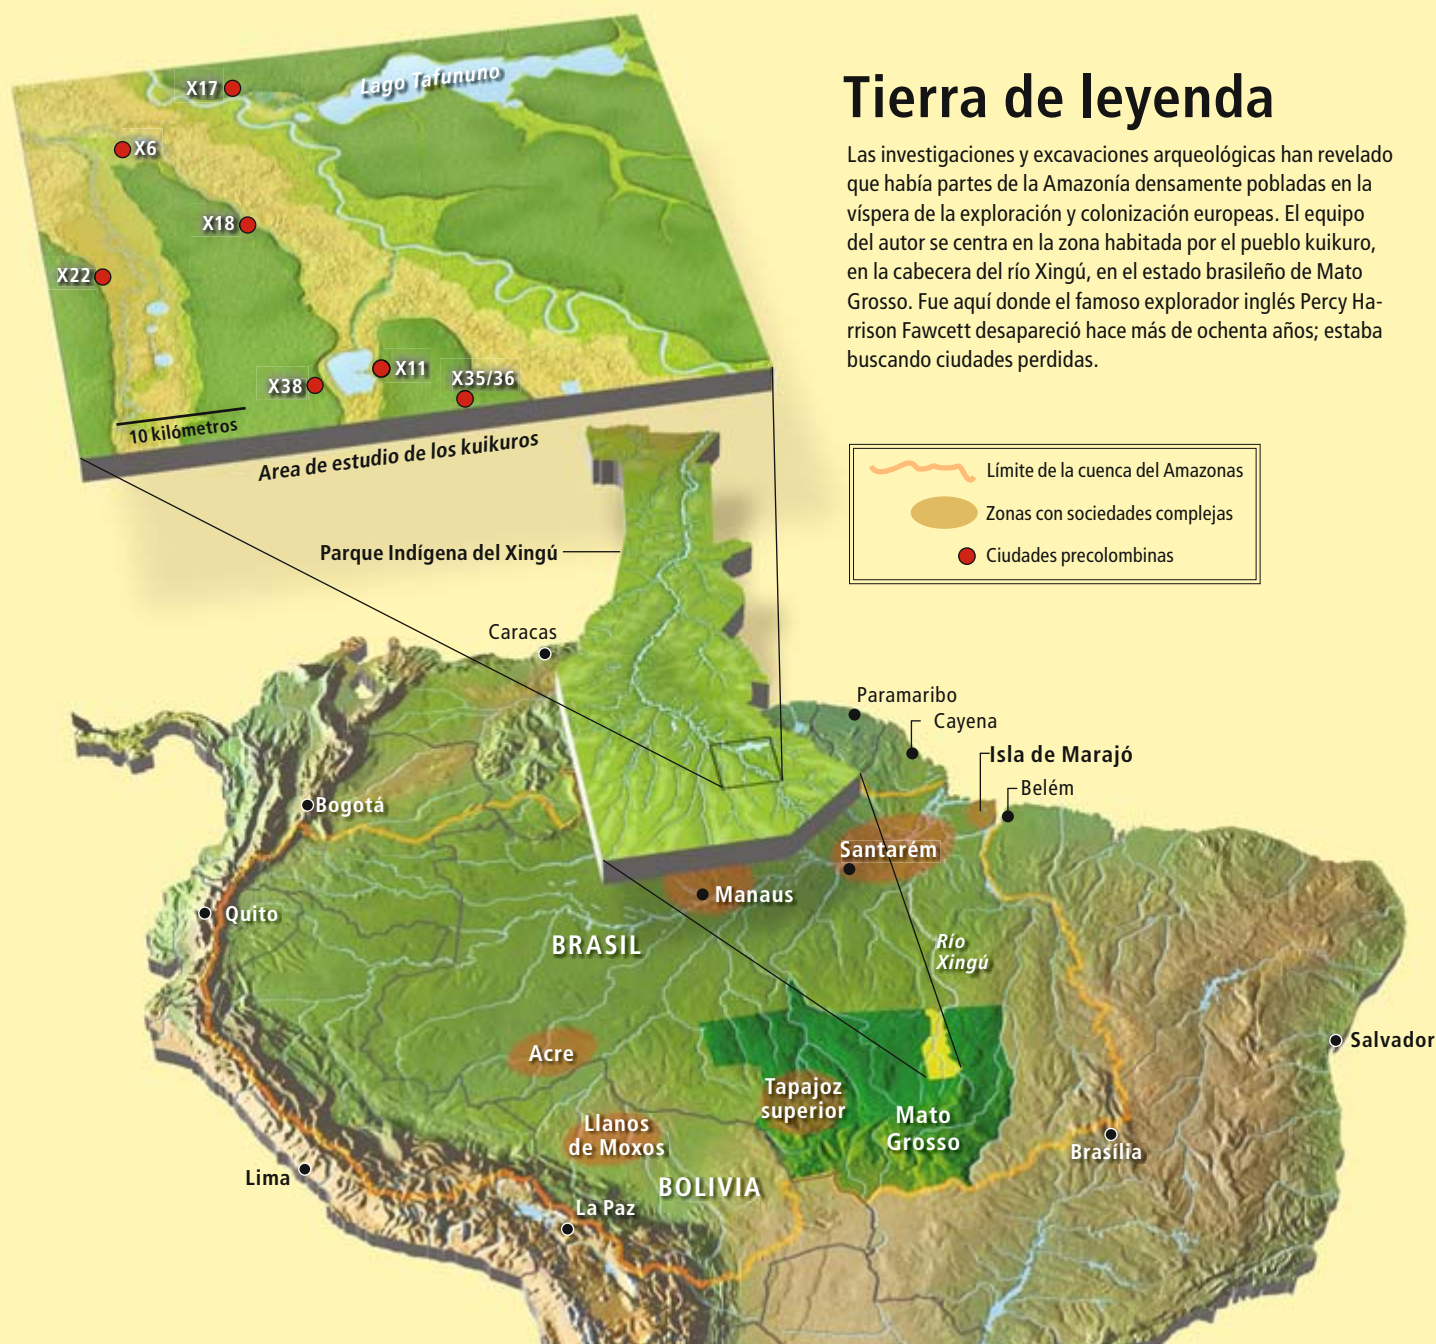 Tierra de leyenda
Las investigaciones y excavaciones arqueológicas han revelado
que había partes de la Amazonía densamente pobladas en la
víspera de la exploración y colonización europeas. El equipo
del autor se centra en la zona habitada por el pueblo kuikuro,
en la cabecera del río Xingú, en el estado brasileño de Mato
Grosso. Fue aquí donde el famoso explorador inglés Percy Ha-
rrison Fawcett desapareció hace más de ochenta años; estaba
buscando ciudades perdidas.
Lago Tafununo
X17
X6
X18
X22
X11
X38
X35/36
10 kilómetros
Area de estudio de los kuikuros
Límite de la cuenca del Amazonas
Zonas con sociedades complejas
Ciudades precolombinas
Parque Indígena del Xingú
Caracas
Paramaribo
Cayena
Isla de Marajó
Belém
Bogotá
Santarém
Manaus
Quito
BRASIL
Río
Xingú
Salvador
Acre
Tapajoz
superior
Mato
Grosso
Llanos
de Moxos
Brasília
Lima
BOLIVIA
La Paz